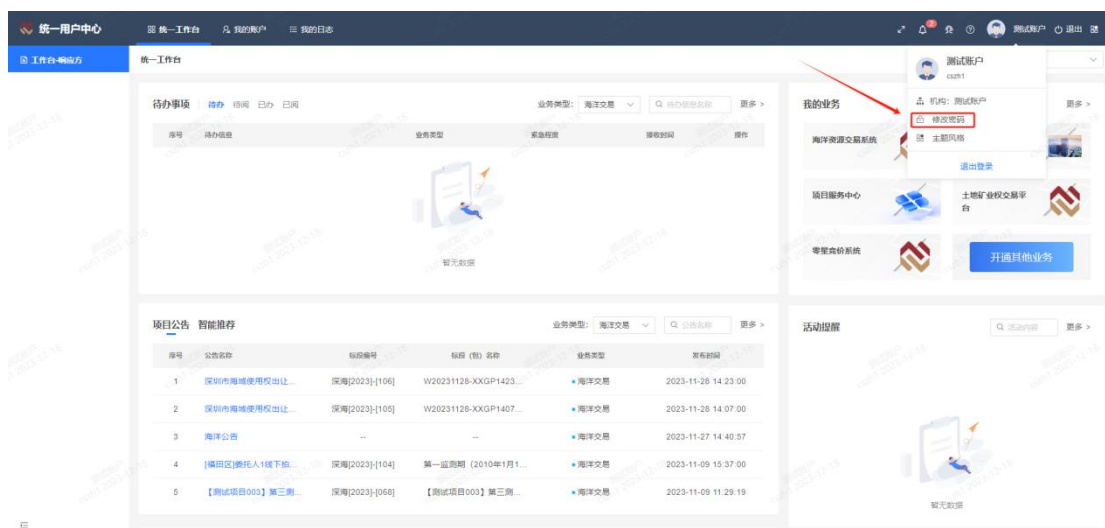 统一用户中心 统一工作台 我的账户 我的日志 测试账户 退出
工作台-响应方 统一工作台
测试账户
cszh1
机构：测试账户
修改密码
主题风格
退出登录
待办事项 待办 待阅 已办 已阅 业务类型： 海洋交易 待办信息名称 更多 >
序号 待办信息 业务类型 紧急程度 接收时间 操作
暂无数据
我的业务 更多 >
海洋资源交易系统
项目服务中心 土地矿业权交易平台
零星竞价系统 开通其他业务
项目公告 智能推荐 业务类型： 海洋交易 公告名称 更多 >
序号 公告名称 标段编号 标段（包）名称 业务类型 发布时间
1 深圳市海域使用权出让... 深海[2023]-[106] W20231128-XXGP1423... 海洋交易 2023-11-28 14:23:00
2 深圳市海域使用权出让... 深海[2023]-[105] W20231128-XXGP1407... 海洋交易 2023-11-28 14:07:00
3 海洋公告 -- -- 海洋交易 2023-11-27 14:40:57
4 [福田区]委托人1线下拍... 深海[2023]-[104] 第一监测期（2010年1月1... 海洋交易 2023-11-09 15:37:00
5 【测试项目003】第三测... 深海[2023]-[068] 【测试项目003】第三测... 海洋交易 2023-11-09 11:29:19
活动提醒 活动内容 更多 >
暂无数据